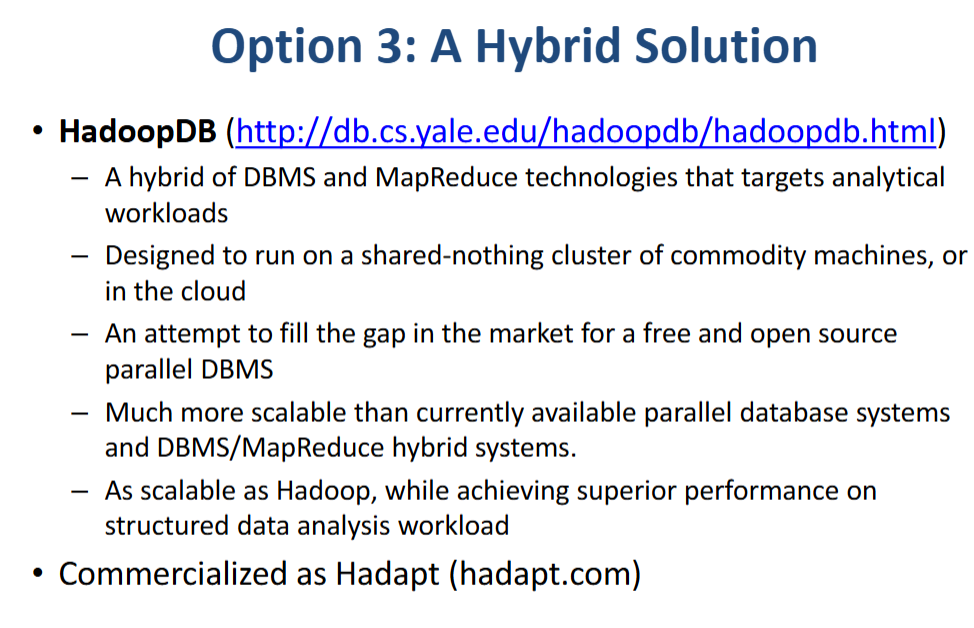 Option 3: A Hybrid Solution
• HadoopDB (http://db.cs.yale.edu/hadoopdb/hadoopdb.html)
– A hybrid of DBMS and MapReduce technologies that targets analytical
workloads
– Designed to run on a shared-nothing cluster of commodity machines, or
in the cloud
– An attempt to fill the gap in the market for a free and open source
parallel DBMS
– Much more scalable than currently available parallel database systems
and DBMS/MapReduce hybrid systems.
– As scalable as Hadoop, while achieving superior performance on
structured data analysis workload
• Commercialized as Hadapt (hadapt.com)